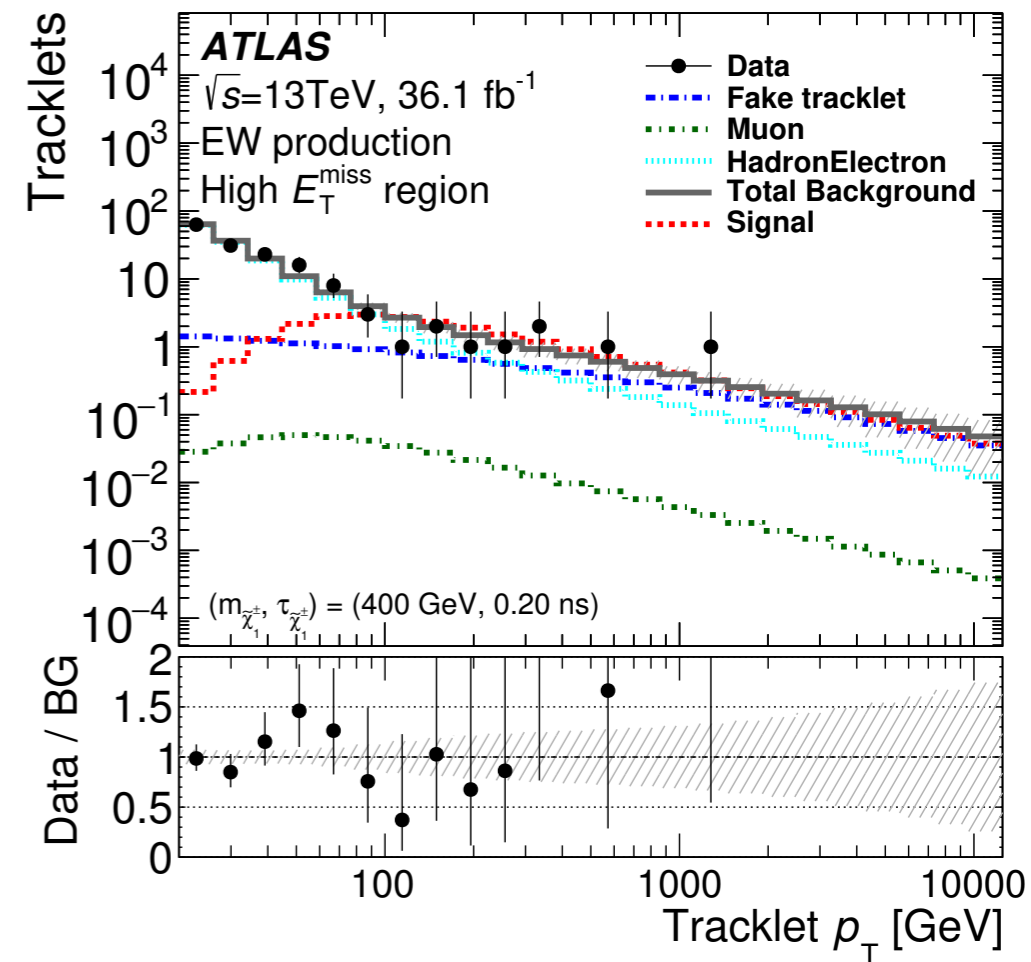 ATLAS
√s=13TeV, 36.1 fb⁻¹
EW production
High E_T^miss region
Data
Fake tracklet
Muon
HadronElectron
Total Background
Signal
Tracklets
10⁴
10³
10²
10
1
10⁻¹
10⁻²
10⁻³
10⁻⁴
(m_χ̃₁±, τ_χ̃₁±) = (400 GeV, 0.20 ns)
Data / BG
2
1.5
1
0.5
0
100 1000 10000
Tracklet p_T [GeV]